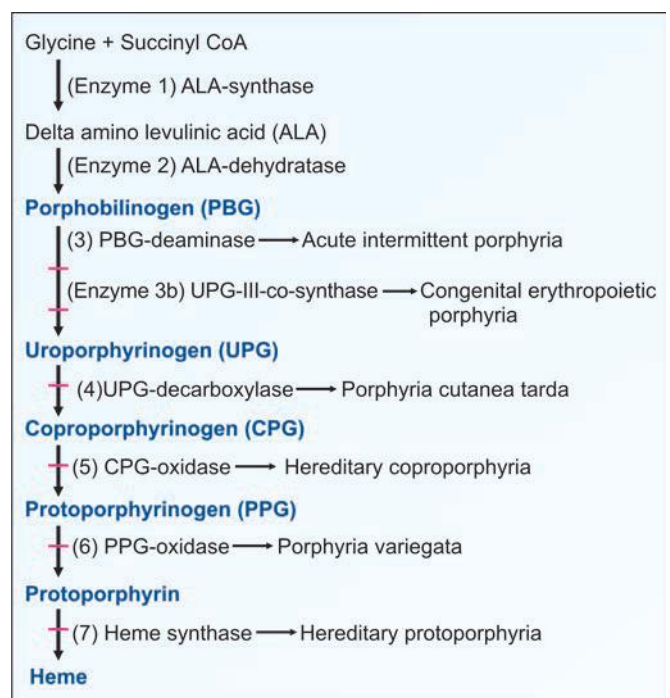 Glycine + Succinyl CoA
(Enzyme 1) ALA-synthase
Delta amino levulinic acid (ALA)
(Enzyme 2) ALA-dehydratase
Porphobilinogen (PBG)
(3) PBG-deaminase Acute intermittent porphyria
(Enzyme 3b) UPG-III-co-synthase Congenital erythropoietic
porphyria
Uroporphyrinogen (UPG)
(4)UPG-decarboxylase Porphyria cutanea tarda
Coproporphyrinogen (CPG)
(5) CPG-oxidase Hereditary coproporphyria
Protoporphyrinogen (PPG)
(6) PPG-oxidase Porphyria variegata
Protoporphyrin
(7) Heme synthase Hereditary protoporphyria
Heme